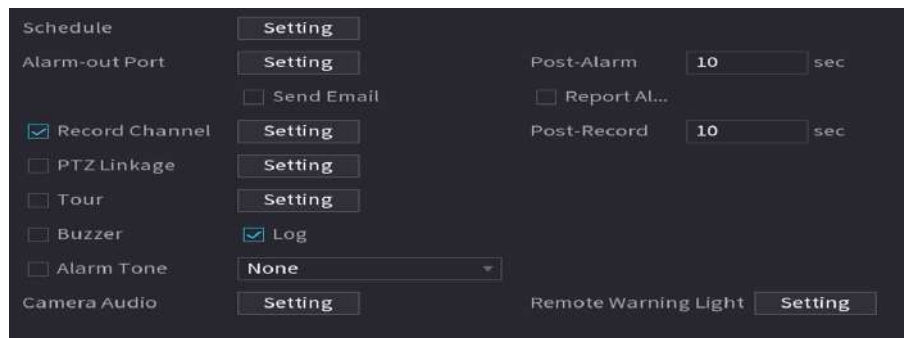 Schedule Setting
Alarm-out Port Setting Post-Alarm 10 sec
Send Email Report Al...
Record Channel Setting Post-Record 10 sec
PTZ Linkage Setting
Tour Setting
Buzzer Log
Alarm Tone None
Camera Audio Setting Remote Warning Light Setting